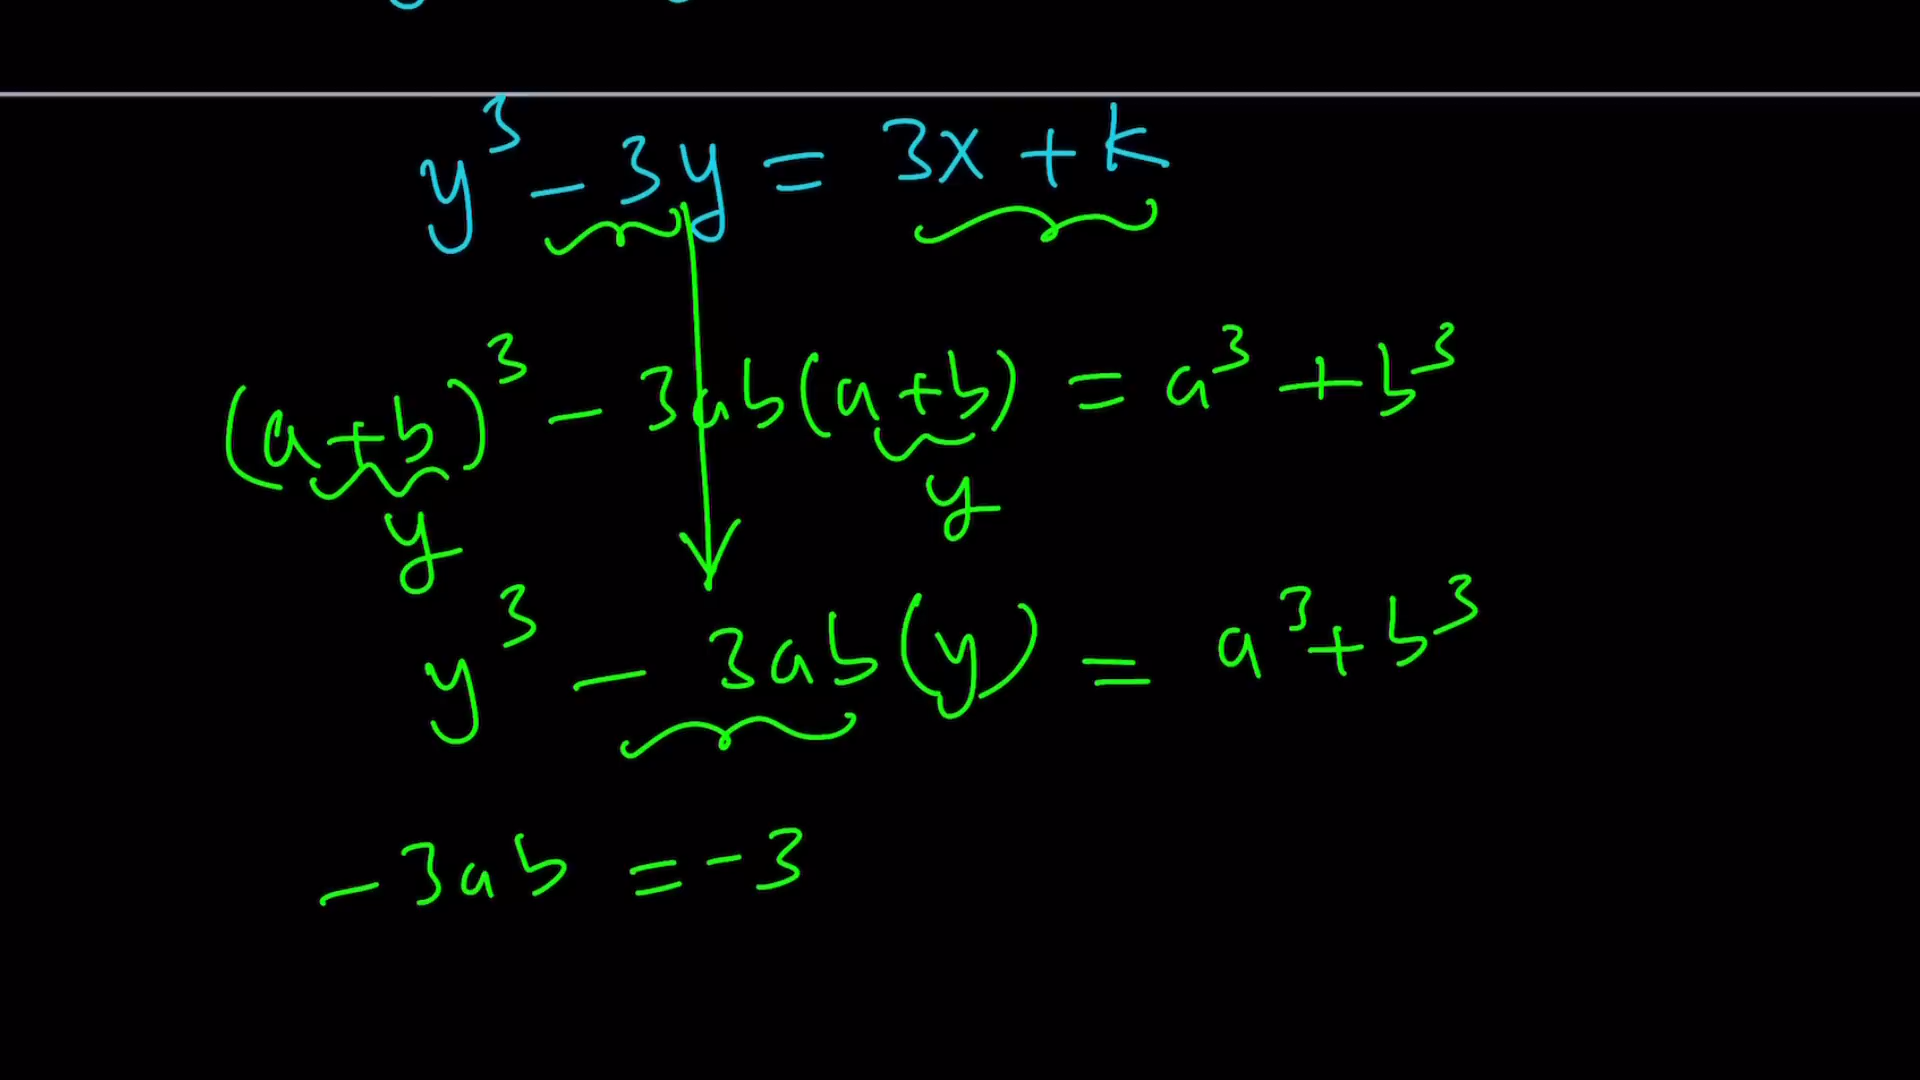 y³ - 3y = 3x + k
(a+b)³ - 3ab(a+b) = a³ + b³
y y
y³ - 3ab(y) = a³ + b³
-3ab = -3